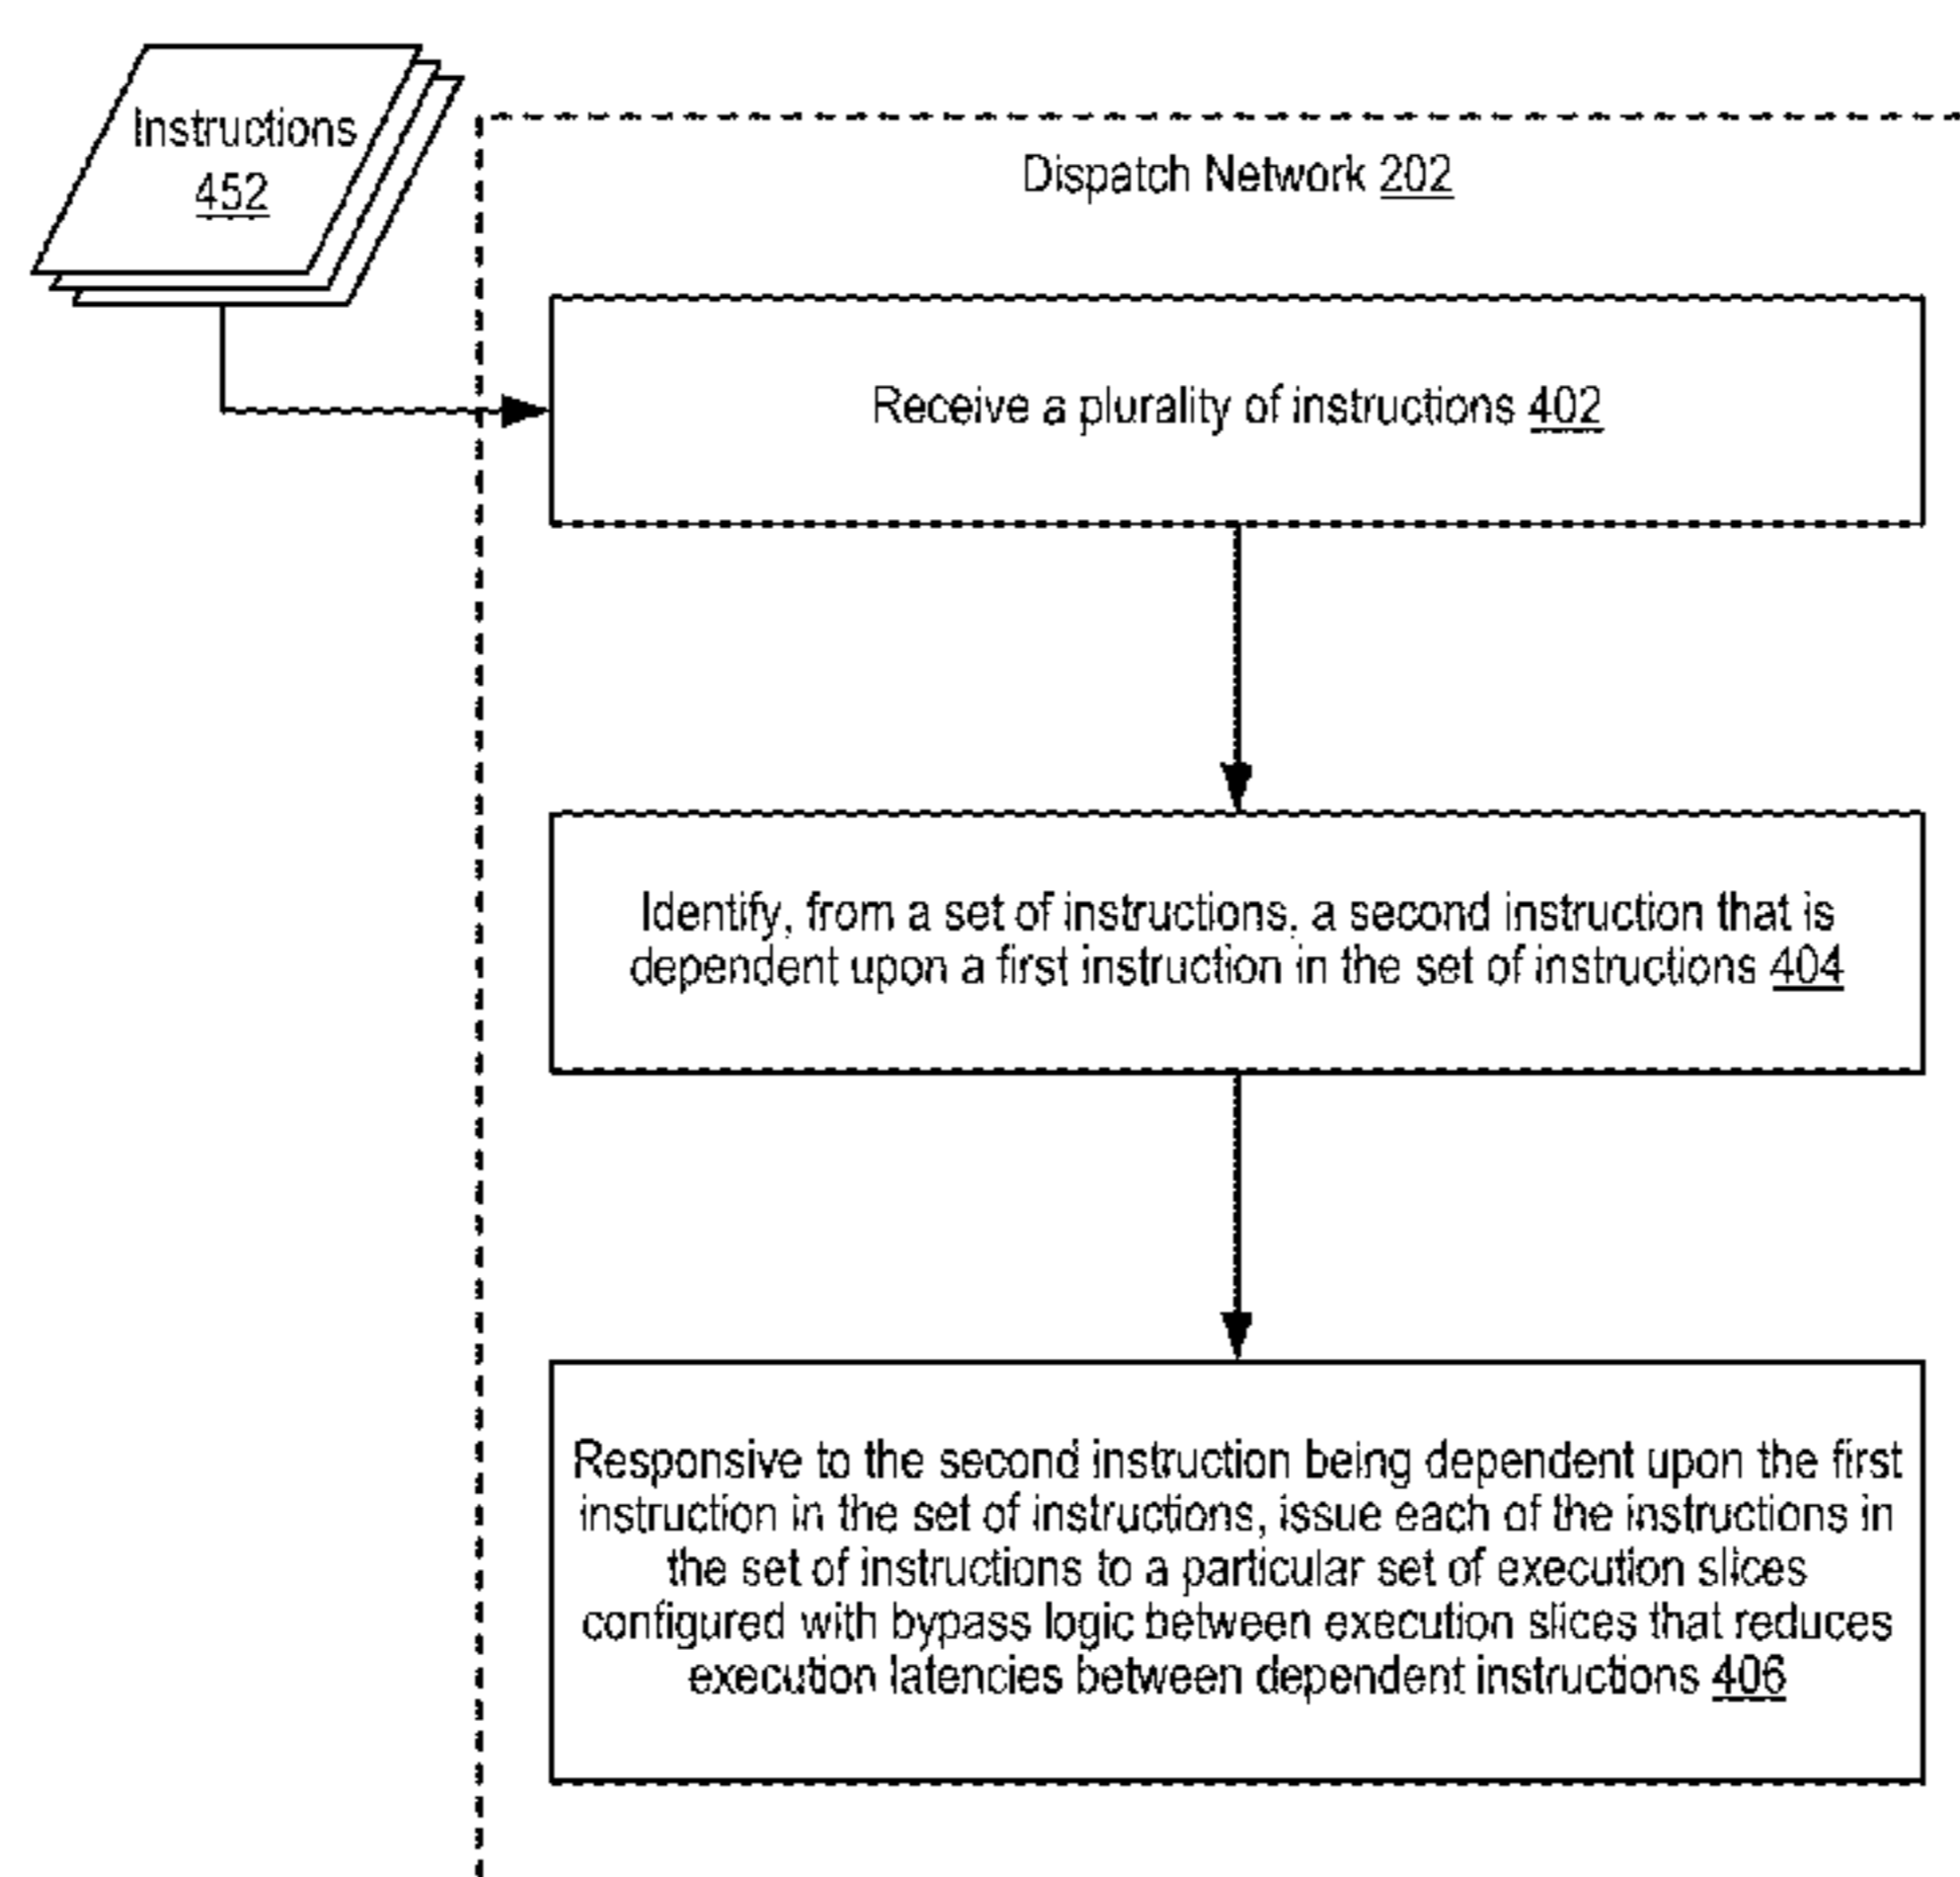 Instructions
452
Dispatch Network 202
Receive a plurality of instructions 402
Identify, from a set of instructions, a second instruction that is
dependent upon a first instruction in the set of instructions 404
Responsive to the second instruction being dependent upon the first
instruction in the set of instructions, issue each of the instructions in
the set of instructions to a particular set of execution slices
configured with bypass logic between execution slices that reduces
execution latencies between dependent instructions 406